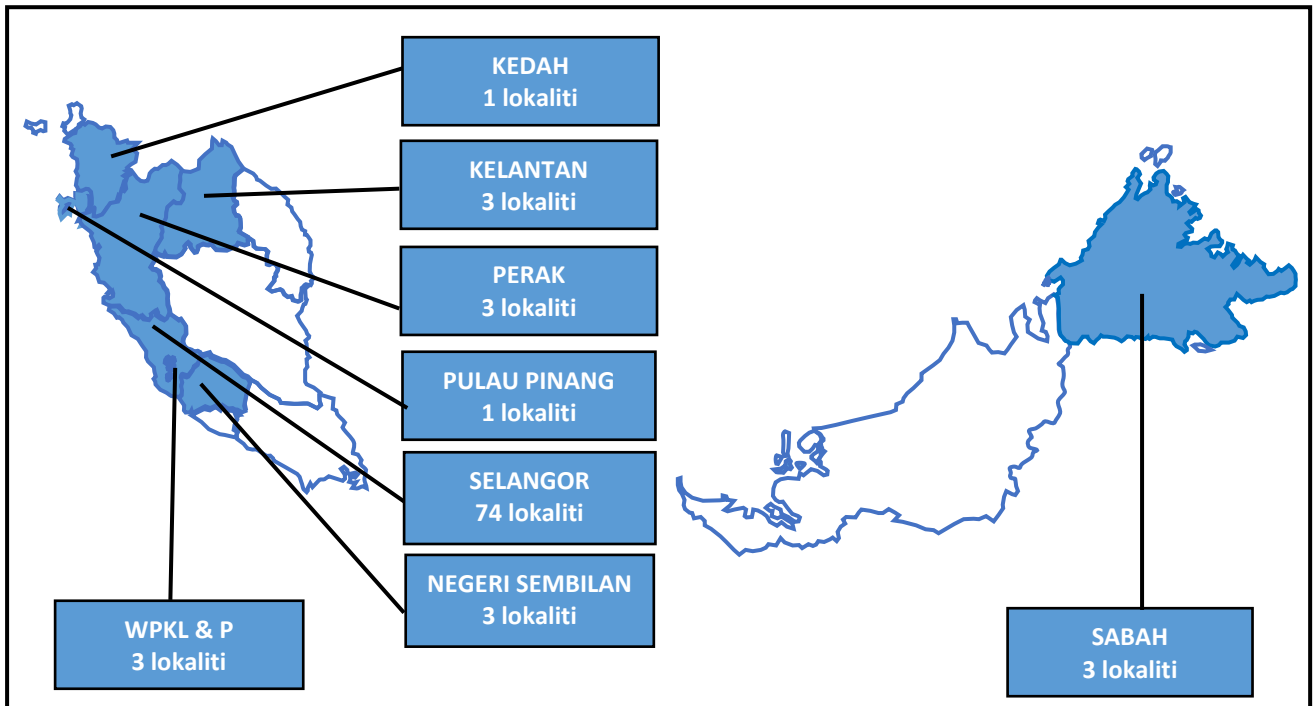 KEDAH
1 lokaliti
KELANTAN
3 lokaliti
PERAK
3 lokaliti
PULAU PINANG
1 lokaliti
SELANGOR
74 lokaliti
NEGERI SEMBILAN
3 lokaliti
WPKL & P
3 lokaliti
SABAH
3 lokaliti